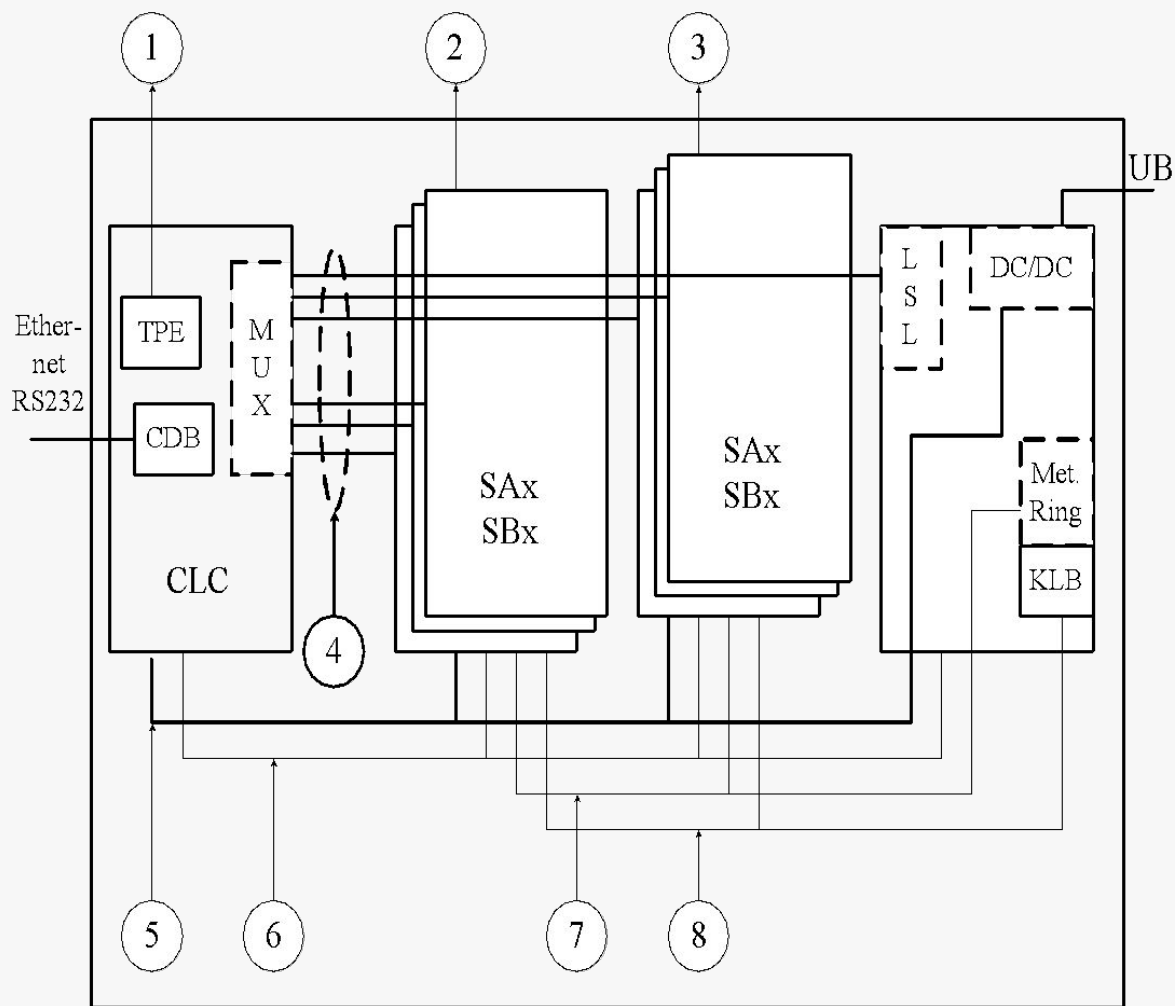 1
2
3
UB
L
S
L
DC/DC
M
U
X
TPE
Ether-
net
RS232
CDB
SAx
SBx
SAx
SBx
Met.
Ring
CLC
KLB
4
5
6
7
8